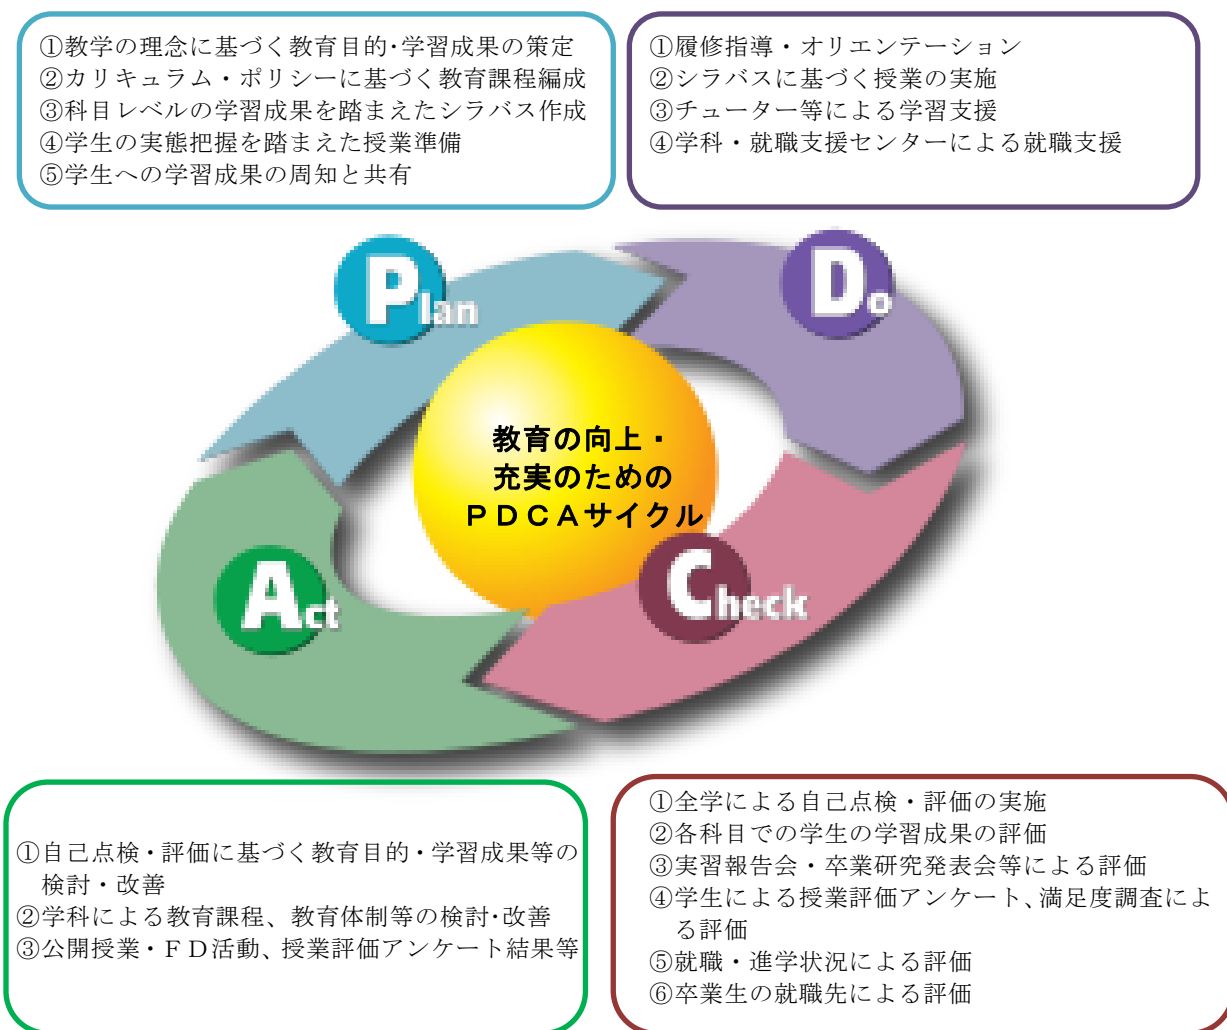 ①教学の理念に基づく教育目的･学習成果の策定
②カリキュラム・ポリシーに基づく教育課程編成
③科目レベルの学習成果を踏まえたシラバス作成
④学生の実態把握を踏まえた授業準備
⑤学生への学習成果の周知と共有
①履修指導・オリエンテーション
②シラバスに基づく授業の実施
③チューター等による学習支援
④学科・就職支援センターによる就職支援
Plan
Do
教育の向上・
充実のための
ＰＤＣＡサイクル
Act
Check
①自己点検・評価に基づく教育目的・学習成果等の
検討・改善
②学科による教育課程、教育体制等の検討･改善
③公開授業・ＦＤ活動、授業評価アンケート結果等
①全学による自己点検・評価の実施
②各科目での学生の学習成果の評価
③実習報告会・卒業研究発表会等による評価
④学生による授業評価アンケート、満足度調査によ
る評価
⑤就職・進学状況による評価
⑥卒業生の就職先による評価